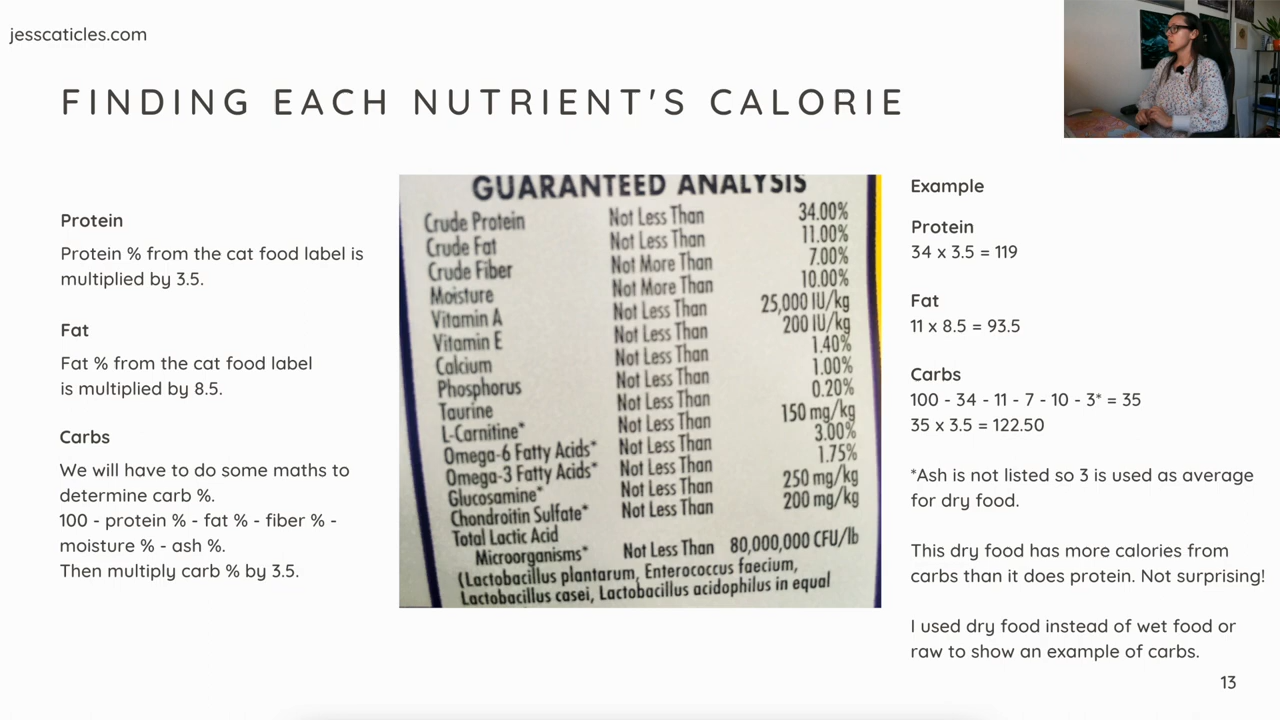 jesscaticles.com
FINDING EACH NUTRIENT'S CALORIE
Protein
Protein % from the cat food label is
multiplied by 3.5.
Fat
Fat % from the cat food label
is multiplied by 8.5.
Carbs
We will have to do some maths to
determine carb %.
100 - protein % - fat % - fiber % -
moisture % - ash %.
Then multiply carb % by 3.5.
GUARANTEED ANALYSIS
Crude Protein Not Less Than 34.00%
Crude Fat Not Less Than 11.00%
Crude Fiber Not More Than 7.00%
Moisture Not More Than 10.00%
Vitamin A Not Less Than 25,000 IU/kg
Vitamin E Not Less Than 200 IU/kg
Calcium Not Less Than 1.40%
Phosphorus Not Less Than 1.00%
Taurine Not Less Than 0.20%
L-Carnitine* Not Less Than 150 mg/kg
Omega-6 Fatty Acids* Not Less Than 3.00%
Omega-3 Fatty Acids* Not Less Than 1.75%
Glucosamine* Not Less Than 250 mg/kg
Chondroitin Sulfate* Not Less Than 200 mg/kg
Total Lactic Acid
Microorganisms* Not Less Than 80,000,000 CFU/lb
(Lactobacillus plantarum, Enterococcus faecium,
Lactobacillus casei, Lactobacillus acidophilus in equal
Example
Protein
34 x 3.5 = 119
Fat
11 x 8.5 = 93.5
Carbs
100 - 34 - 11 - 7 - 10 - 3* = 35
35 x 3.5 = 122.50
*Ash is not listed so 3 is used as average
for dry food.
This dry food has more calories from
carbs than it does protein. Not surprising!
I used dry food instead of wet food or
raw to show an example of carbs.
13